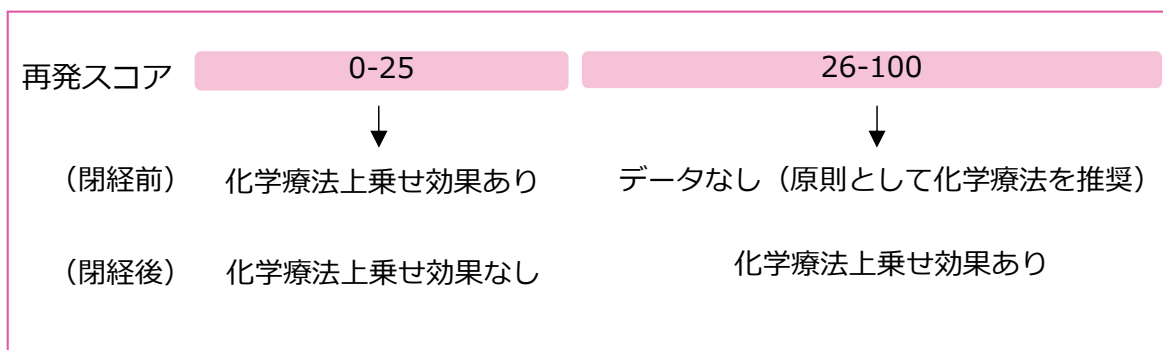 再発スコア 0-25 26-100
（閉経前） 化学療法上乗せ効果あり データなし（原則として化学療法を推奨）
（閉経後） 化学療法上乗せ効果なし 化学療法上乗せ効果あり